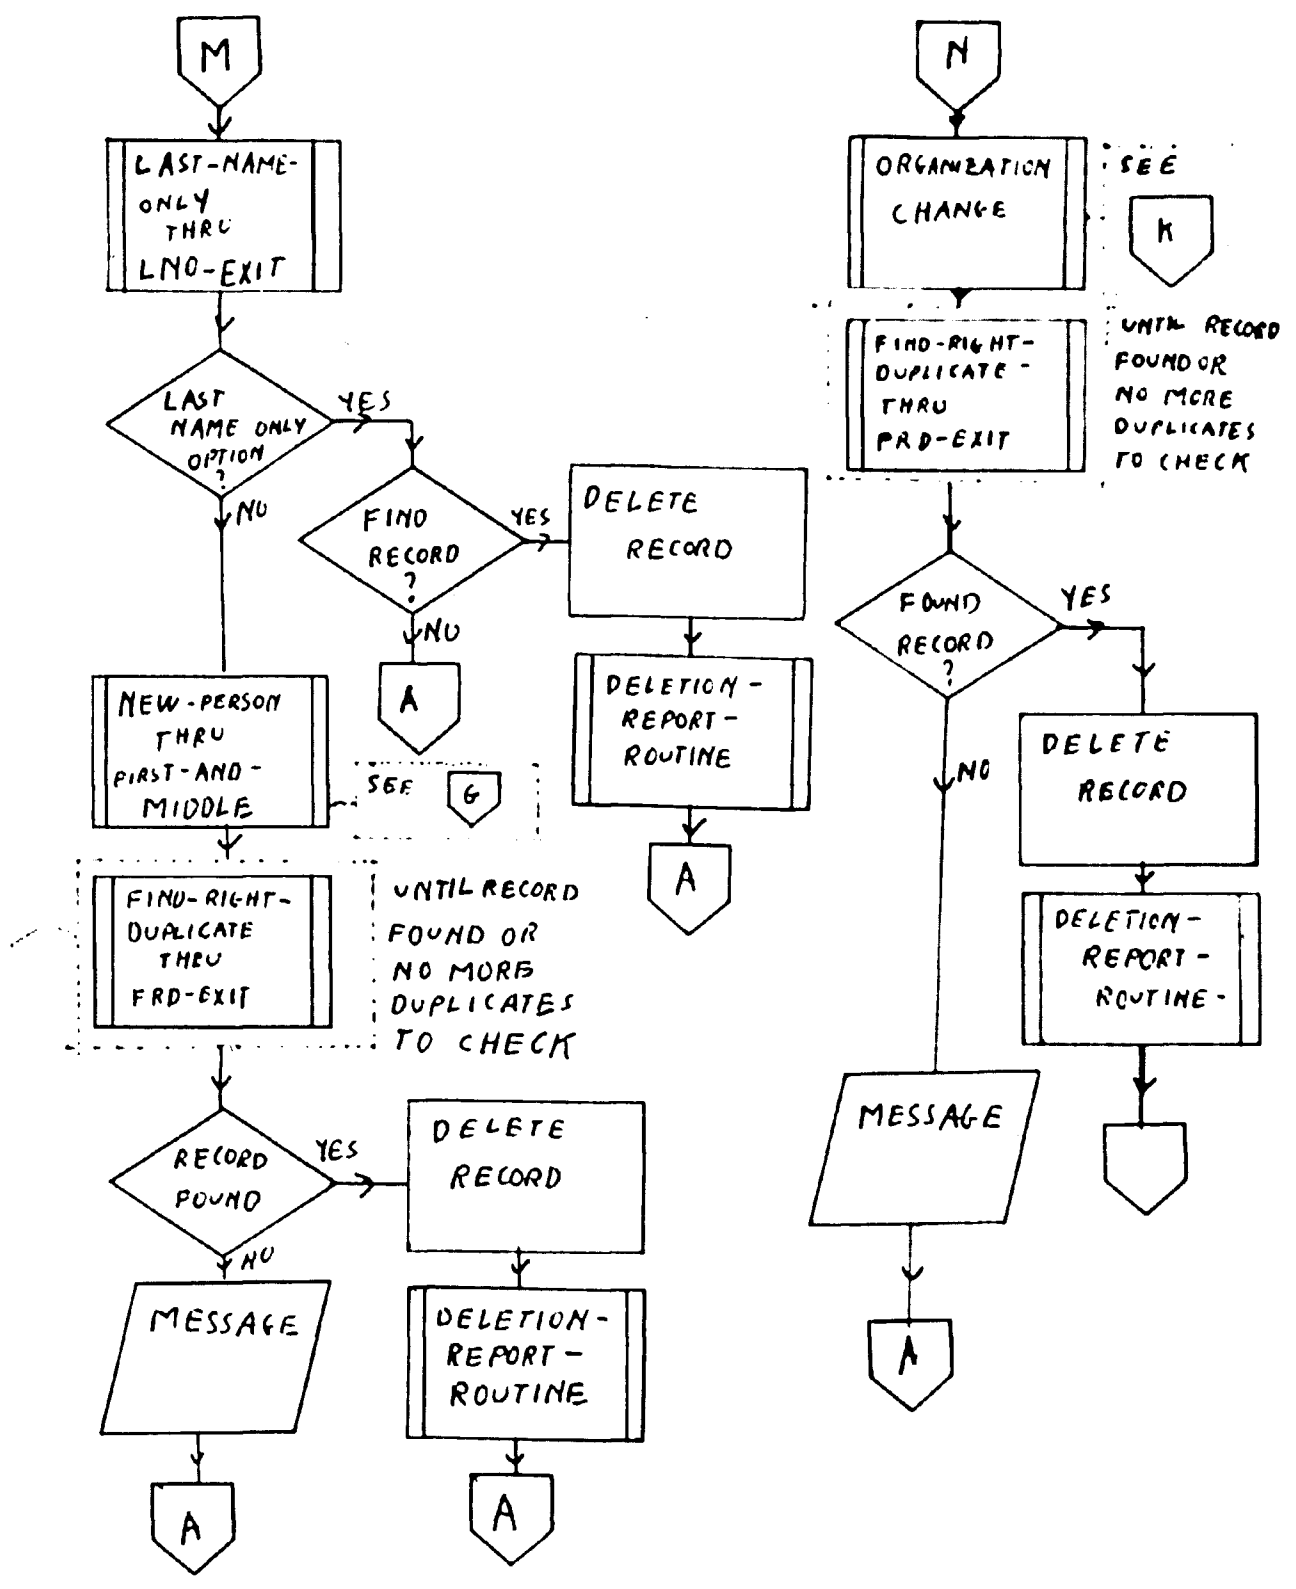 M
LAST-NAME-
ONLY
THRU
LNO-EXIT
LAST
NAME ONLY
OPTION
?
YES
NO
FIND
RECORD
?
YES
NO
A
DELETE
RECORD
DELETION-
REPORT-
ROUTINE
A
NEW-PERSON
THRU
FIRST-AND-
MIDDLE
SEE
G
FIND-RIGHT-
DUPLICATE
THRU
FRD-EXIT
UNTIL RECORD
FOUND OR
NO MORE
DUPLICATES
TO CHECK
RECORD
FOUND
YES
NO
DELETE
RECORD
DELETION-
REPORT-
ROUTINE
A
MESSAGE
A
N
ORGANIZATION
CHANGE
SEE
K
FIND-RIGHT-
DUPLICATE-
THRU
FRD-EXIT
UNTIL RECORD
FOUND OR
NO MORE
DUPLICATES
TO CHECK
FOUND
RECORD
?
YES
NO
DELETE
RECORD
DELETION-
REPORT-
ROUTINE-
MESSAGE
A